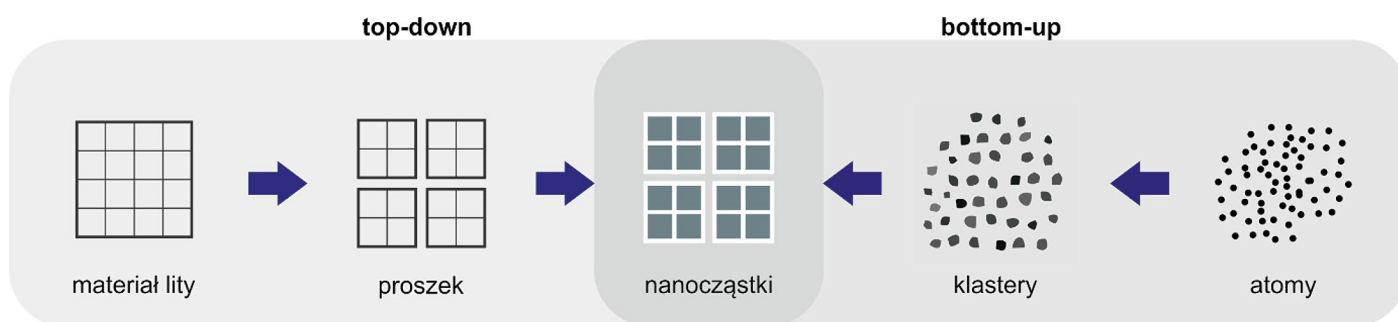 top-down
bottom-up
materiał lity
proszek
nanocząstki
klastery
atomy